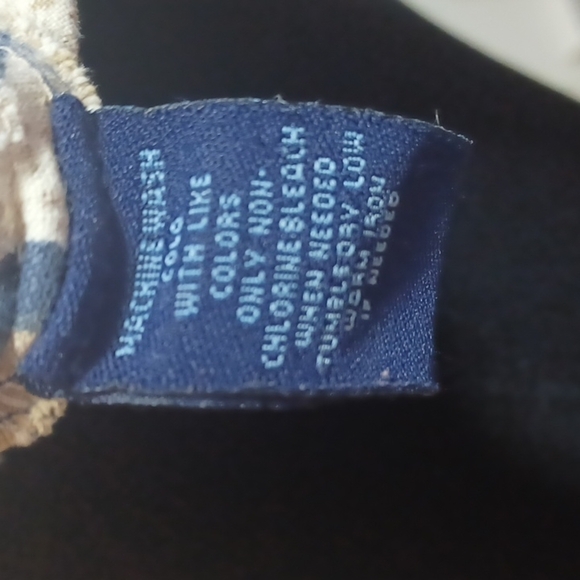 MACHINE WASH
COLD
WITH LIKE
COLORS
ONLY NON-
CHLORINE BLEACH
WHEN NEEDED
TUMBLE DRY LOW
WARM IRON
IF NEEDED